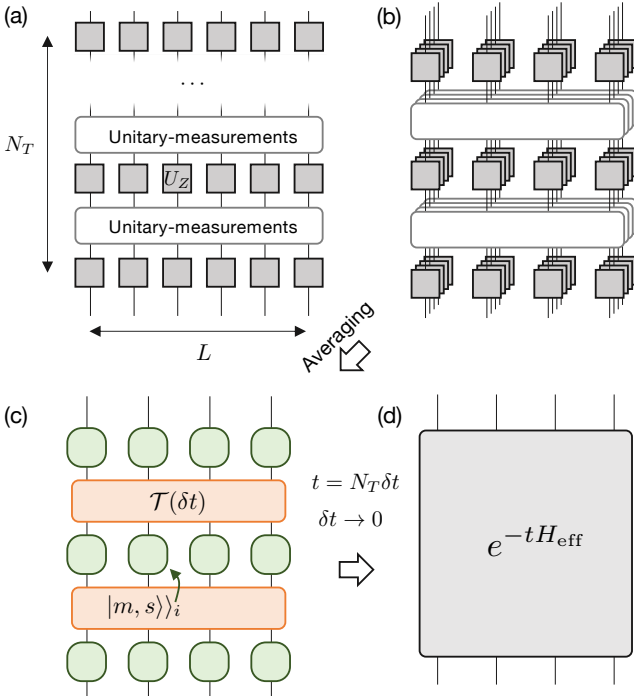 (a)
(b)
...
Unitary-measurements
N_T
U_Z
Unitary-measurements
L
Averaging
(c)
(d)
𝒯(δt)
t = N_T δt
δt → 0
e^{-tH_eff}
|m, s⟩⟩_i